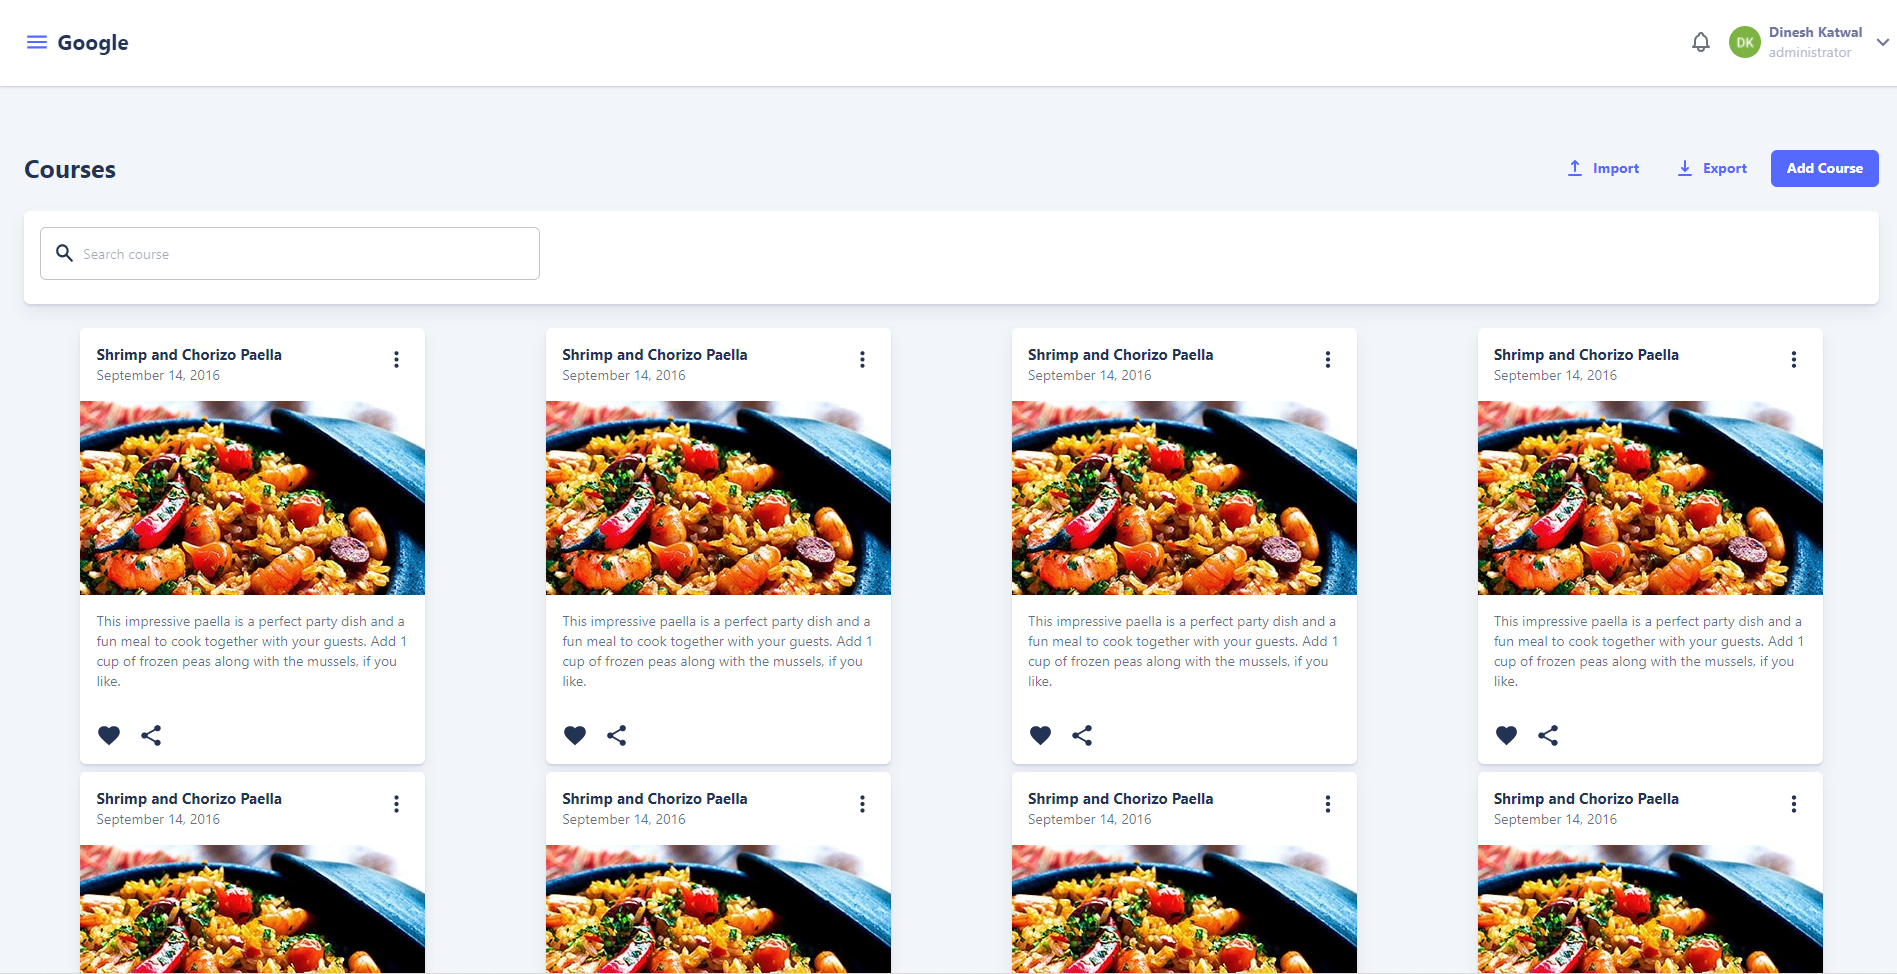 Google
Dinesh Katwal
DK
administrator
Courses
Import
Export
Add Course
Search course
Shrimp and Chorizo Paella
September 14, 2016
This impressive paella is a perfect party dish and a
fun meal to cook together with your guests. Add 1
cup of frozen peas along with the mussels, if you
like.
Shrimp and Chorizo Paella
September 14, 2016
This impressive paella is a perfect party dish and a
fun meal to cook together with your guests. Add 1
cup of frozen peas along with the mussels, if you
like.
Shrimp and Chorizo Paella
September 14, 2016
This impressive paella is a perfect party dish and a
fun meal to cook together with your guests. Add 1
cup of frozen peas along with the mussels, if you
like.
Shrimp and Chorizo Paella
September 14, 2016
This impressive paella is a perfect party dish and a
fun meal to cook together with your guests. Add 1
cup of frozen peas along with the mussels, if you
like.
Shrimp and Chorizo Paella
September 14, 2016
Shrimp and Chorizo Paella
September 14, 2016
Shrimp and Chorizo Paella
September 14, 2016
Shrimp and Chorizo Paella
September 14, 2016